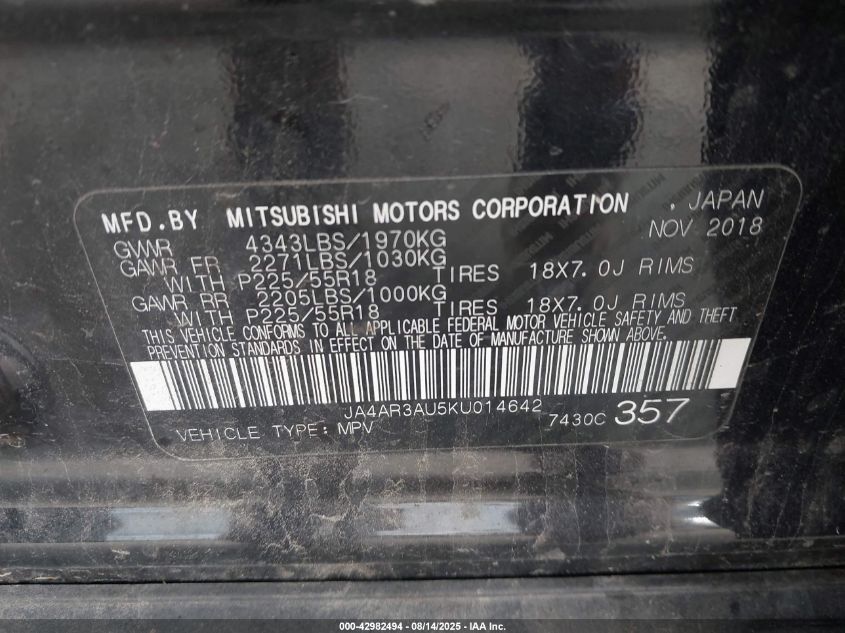 MFD.BY MITSUBISHI MOTORS CORPORATION , JAPAN
GVWR 4343LBS/1970KG NOV 2018
GAWR FR 2271LBS/1030KG
WITH P225/55R18 TIRES 18X7.0J RIMS
GAWR RR 2205LBS/1000KG
WITH P225/55R18 TIRES 18X7.0J RIMS
THIS VEHICLE CONFORMS TO ALL APPLICABLE FEDERAL MOTOR VEHICLE SAFETY AND THEFT
PREVENTION STANDARDS IN EFFECT ON THE DATE OF MANUFACTURE SHOWN ABOVE.
JA4AR3AU5KU014642
VEHICLE TYPE: MPV 7430C 357
000-42982494 - 08/14/2025 - IAA Inc.